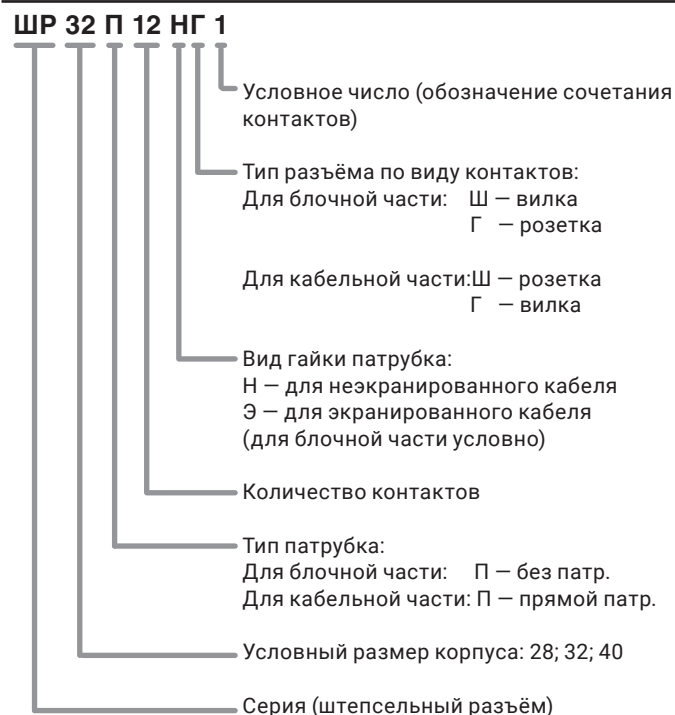 ШР 32 П 12 НГ 1
Условное число (обозначение сочетания
контактов)
Тип разъёма по виду контактов:
Для блочной части: Ш — вилка
Г — розетка
Для кабельной части:Ш — розетка
Г — вилка
Вид гайки патрубка:
Н — для неэкранированного кабеля
Э — для экранированного кабеля
(для блочной части условно)
Количество контактов
Тип патрубка:
Для блочной части: П — без патр.
Для кабельной части: П — прямой патр.
Условный размер корпуса: 28; 32; 40
Серия (штепсельный разъём)